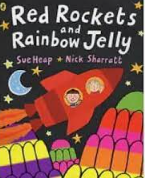 Red Rockets
and
Rainbow Jelly
Sue Heap ★ Nick Sharratt